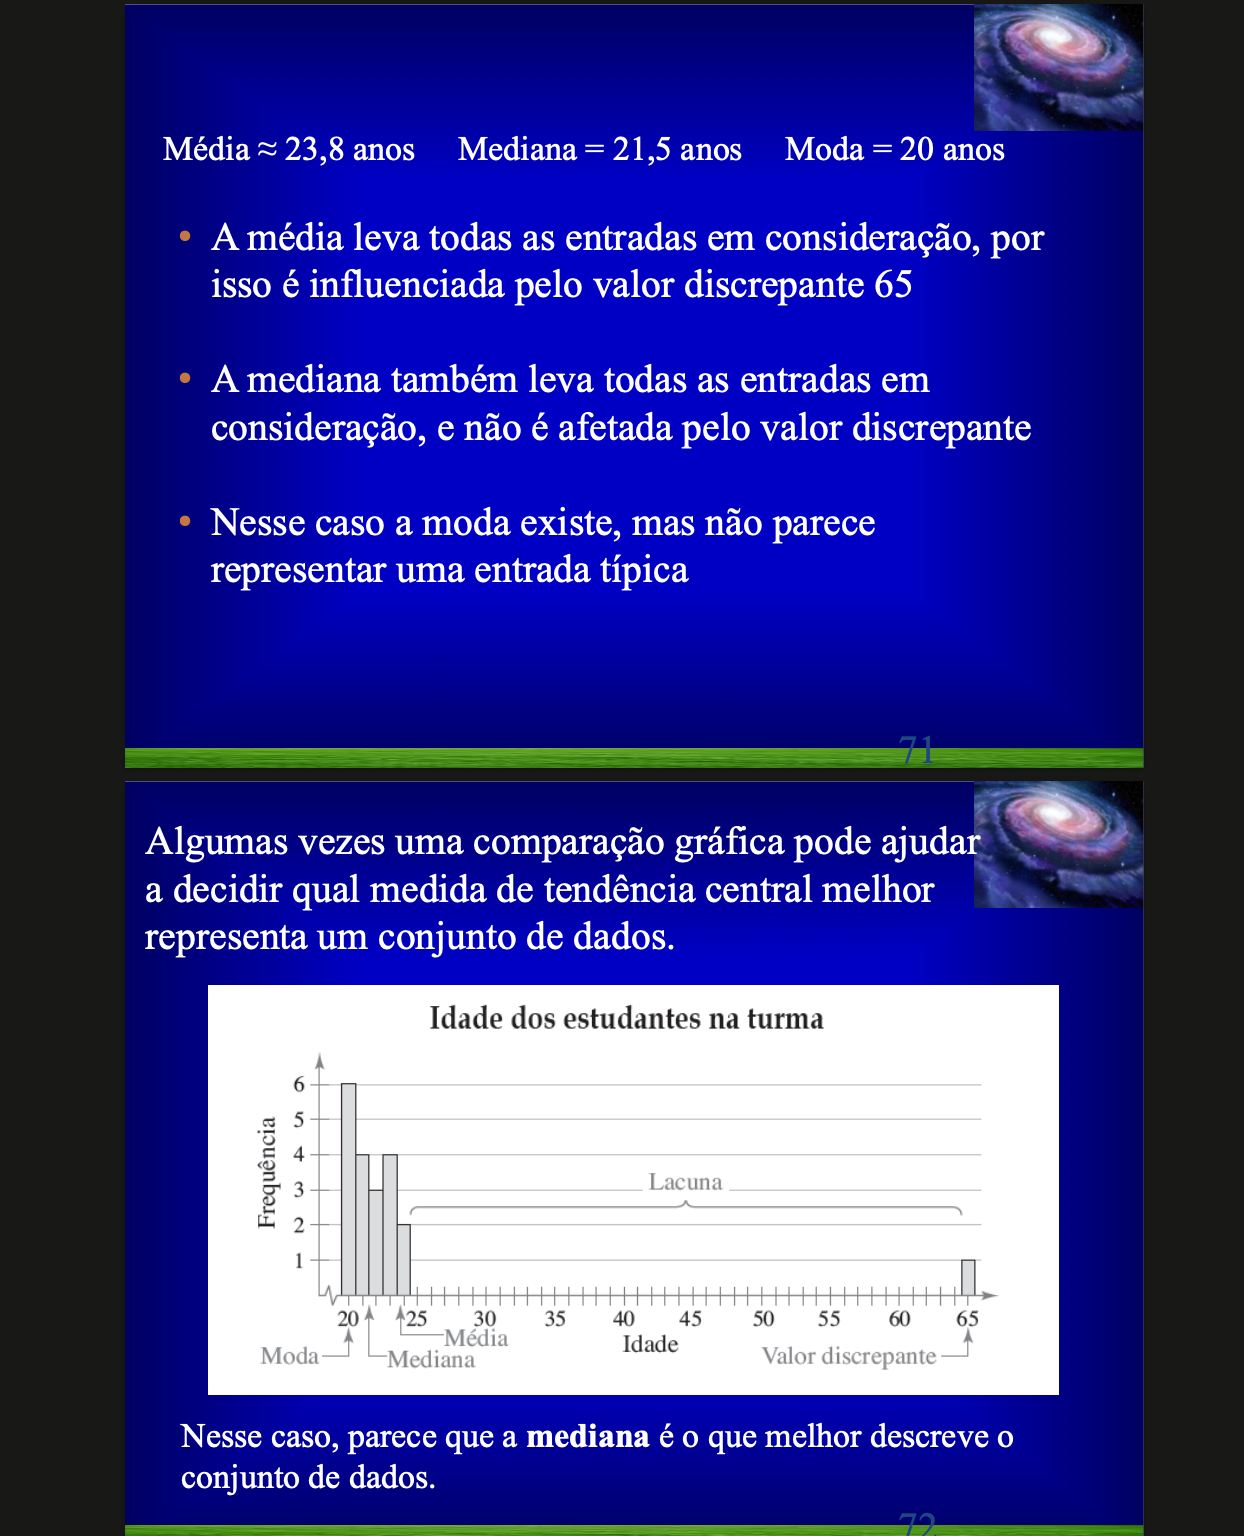 Média ≈ 23,8 anos Mediana = 21,5 anos Moda = 20 anos
• A média leva todas as entradas em consideração, por
isso é influenciada pelo valor discrepante 65
• A mediana também leva todas as entradas em
consideração, e não é afetada pelo valor discrepante
• Nesse caso a moda existe, mas não parece
representar uma entrada típica
71
Algumas vezes uma comparação gráfica pode ajudar
a decidir qual medida de tendência central melhor
representa um conjunto de dados.
Idade dos estudantes na turma
Frequência
6
5
4
3
2
1
Lacuna
20 25 30 35 40 45 50 55 60 65
Média
Idade
Moda
Mediana
Valor discrepante
Nesse caso, parece que a mediana é o que melhor descreve o
conjunto de dados.
72